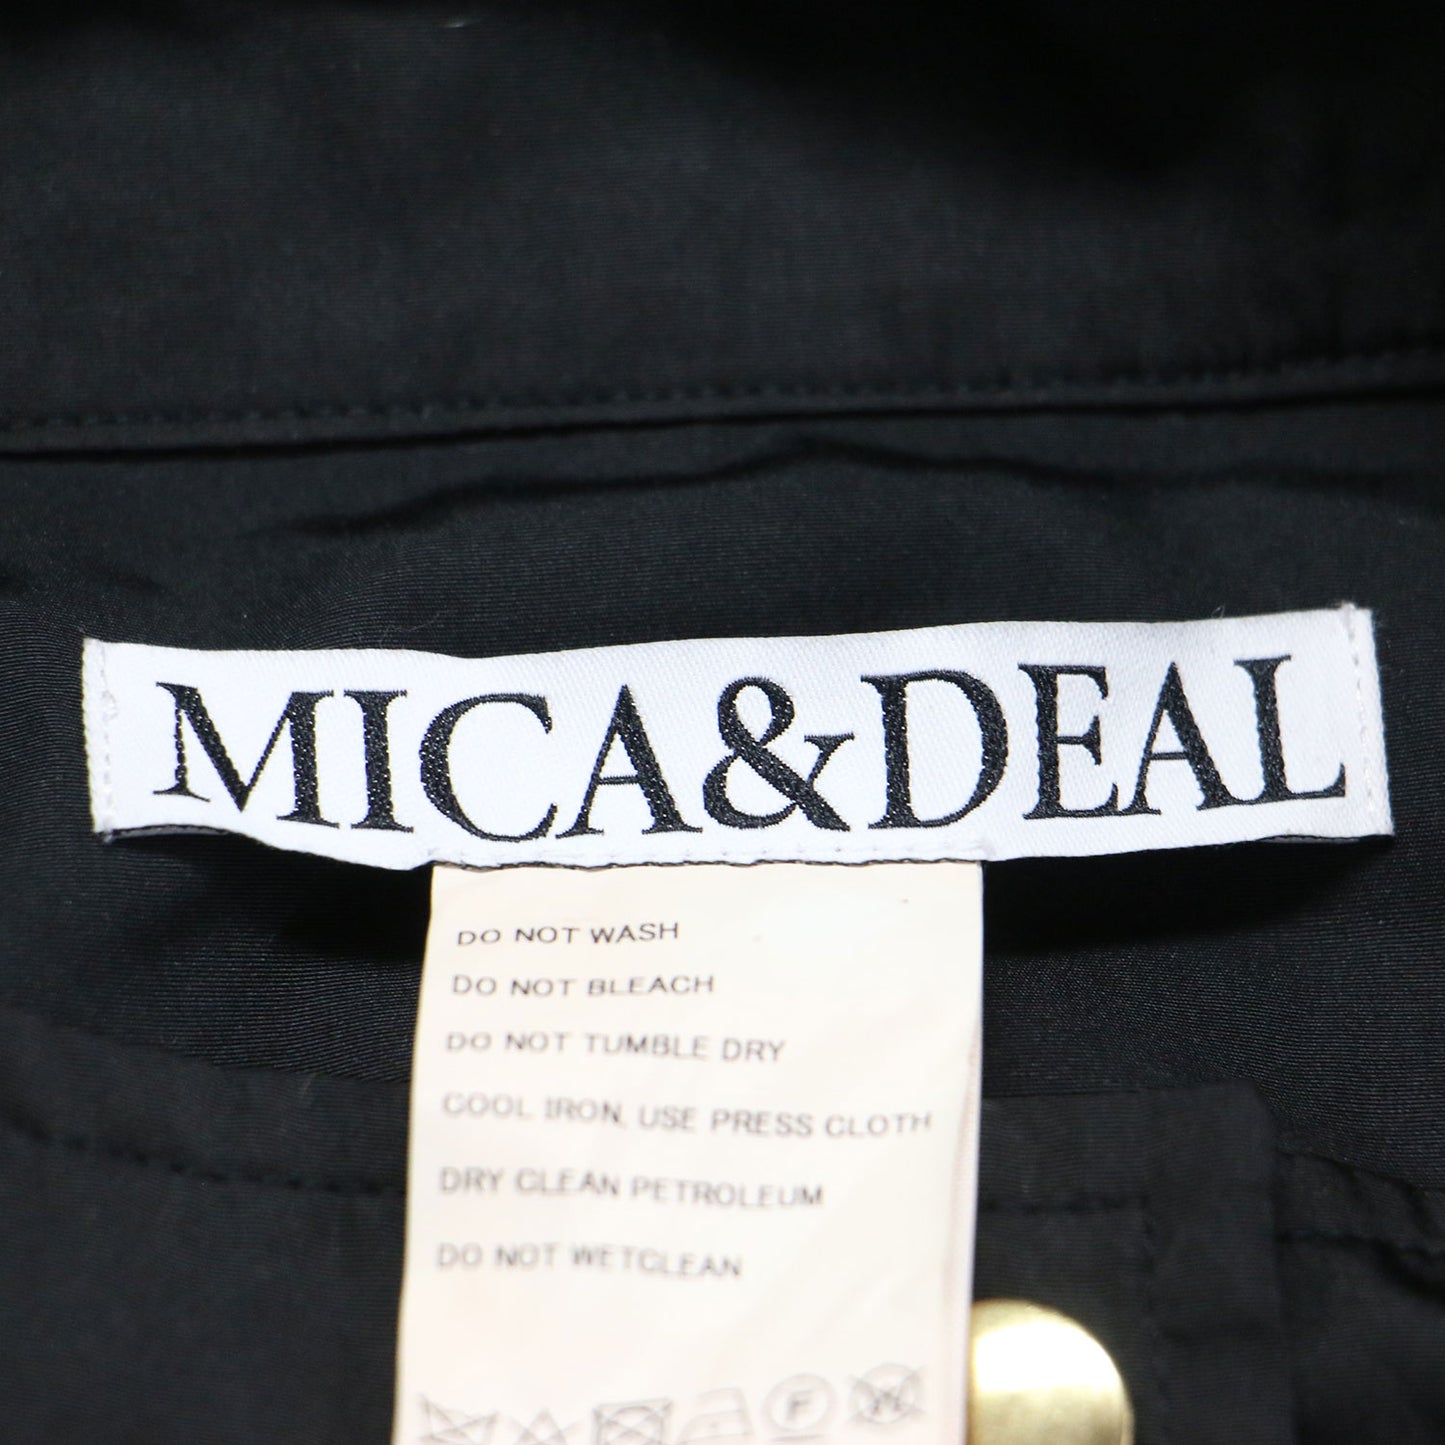 MICA&DEAL
DO NOT WASH
DO NOT BLEACH
DO NOT TUMBLE DRY
COOL IRON, USE PRESS CLOTH
DRY CLEAN PETROLEUM
DO NOT WETCLEAN
F W